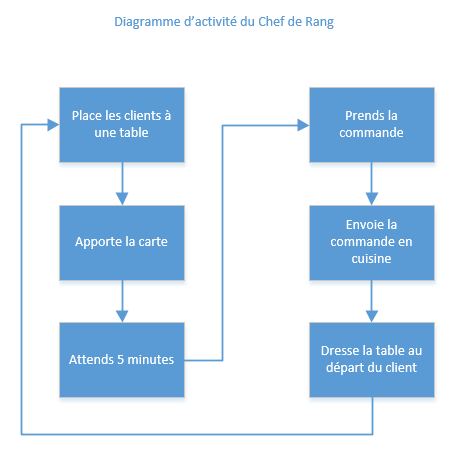 Diagramme d'activité du Chef de Rang
Place les clients à
une table
Apporte la carte
Attends 5 minutes
Prends la
commande
Envoie la
commande en
cuisine
Dresse la table au
départ du client